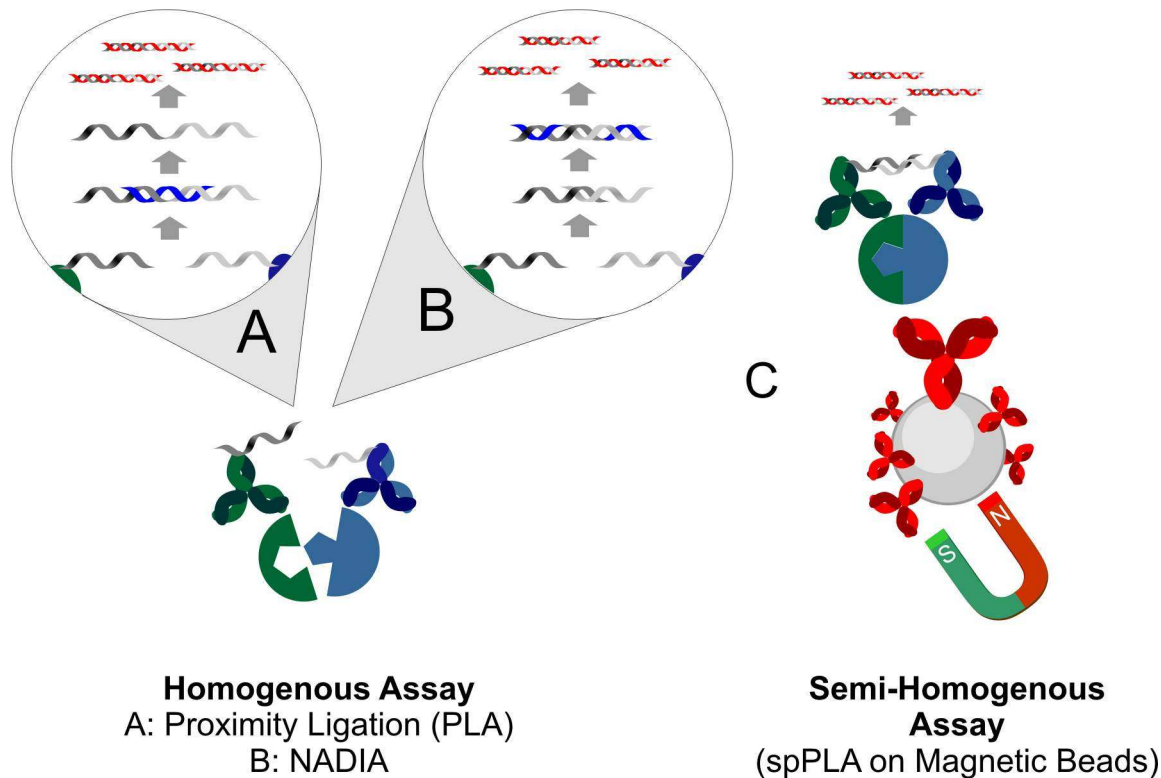 A
B
C
S
N
Homogenous Assay
A: Proximity Ligation (PLA)
B: NADIA
Semi-Homogenous
Assay
(spPLA on Magnetic Beads)